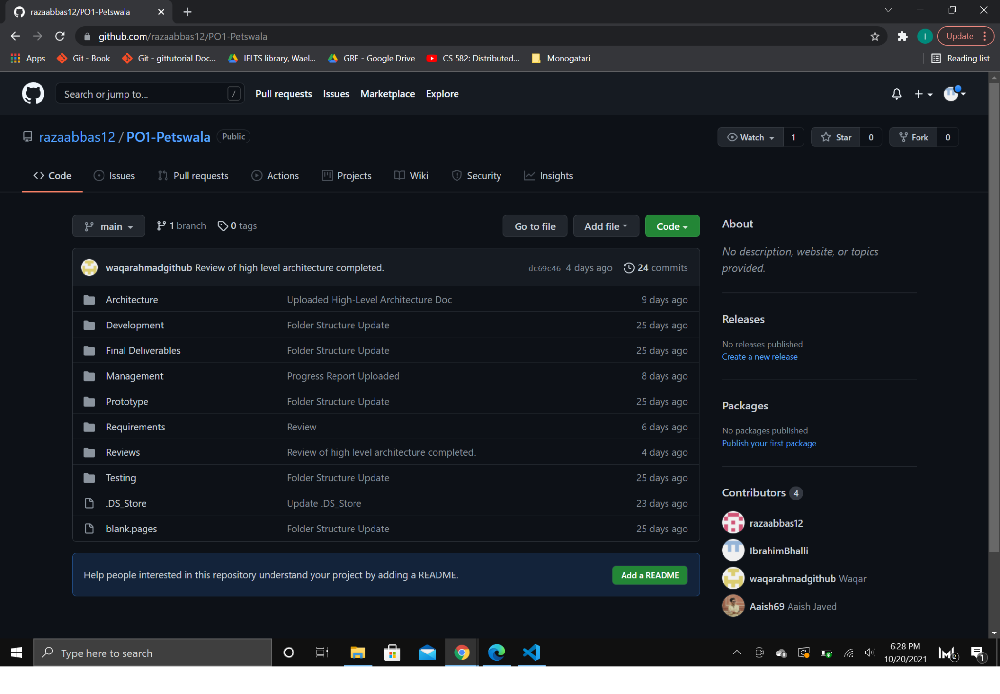 razaabbas12/PO1-Petswala
github.com/razaabbas12/PO1-Petswala
I
Update
Apps Git - Book Git - gittutorial Doc... IELTS library, Wael... GRE - Google Drive CS 582: Distributed... Monogatari Reading list
Search or jump to... / Pull requests Issues Marketplace Explore
razaabbas12 / PO1-Petswala Public Watch 1 Star 0 Fork 0
Code Issues Pull requests Actions Projects Wiki Security Insights
main 1 branch 0 tags Go to file Add file Code
waqarahmadgithub Review of high level architecture completed. dc69c46 4 days ago 24 commits
Architecture Uploaded High-Level Architecture Doc 9 days ago
Development Folder Structure Update 25 days ago
Final Deliverables Folder Structure Update 25 days ago
Management Progress Report Uploaded 8 days ago
Prototype Folder Structure Update 25 days ago
Requirements Review 6 days ago
Reviews Review of high level architecture completed. 4 days ago
Testing Folder Structure Update 25 days ago
.DS_Store Update .DS_Store 23 days ago
blank.pages Folder Structure Update 25 days ago
Help people interested in this repository understand your project by adding a README. Add a README
About
No description, website, or topics
provided.
Releases
No releases published
Create a new release
Packages
No packages published
Publish your first package
Contributors 4
razaabbas12
IbrahimBhalli
waqarahmadgithub Waqar
Aaish69 Aaish Javed
Type here to search
6:28 PM
10/20/2021
2
1